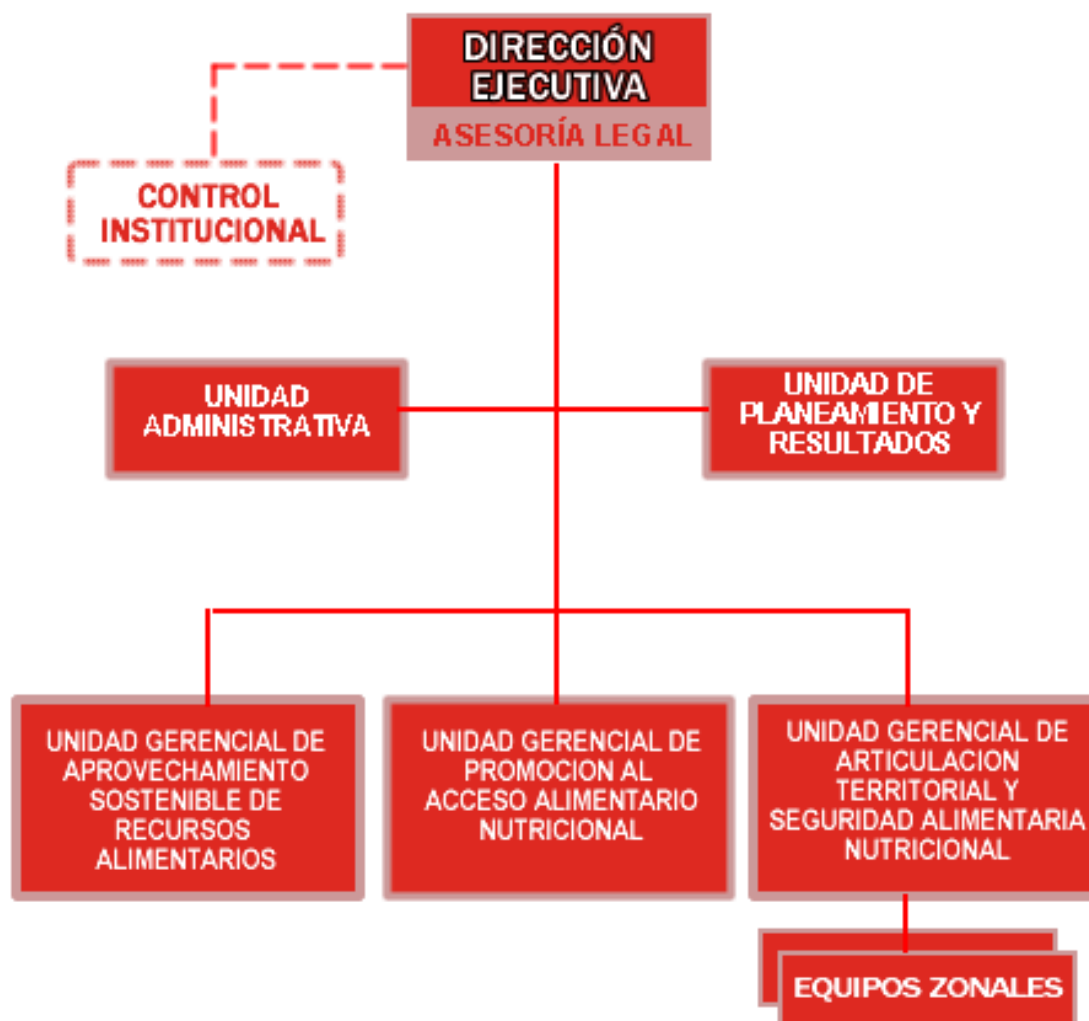 DIRECCIÓN
EJECUTIVA
ASESORÍA LEGAL
CONTROL
INSTITUCIONAL
UNIDAD
ADMINISTRATIVA
UNIDAD DE
PLANEAMIENTO Y
RESULTADOS
UNIDAD GERENCIAL DE
APROVECHAMIENTO
SOSTENIBLE DE
RECURSOS
ALIMENTARIOS
UNIDAD GERENCIAL DE
PROMOCION AL
ACCESO ALIMENTARIO
NUTRICIONAL
UNIDAD GERENCIAL DE
ARTICULACION
TERRITORIAL Y
SEGURIDAD ALIMENTARIA
NUTRICIONAL
EQUIPOS ZONALES